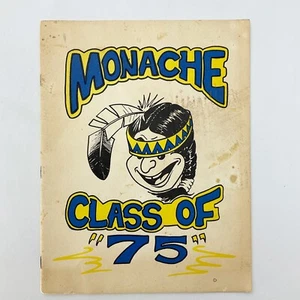 MONACHE
CLASS OF
"75"